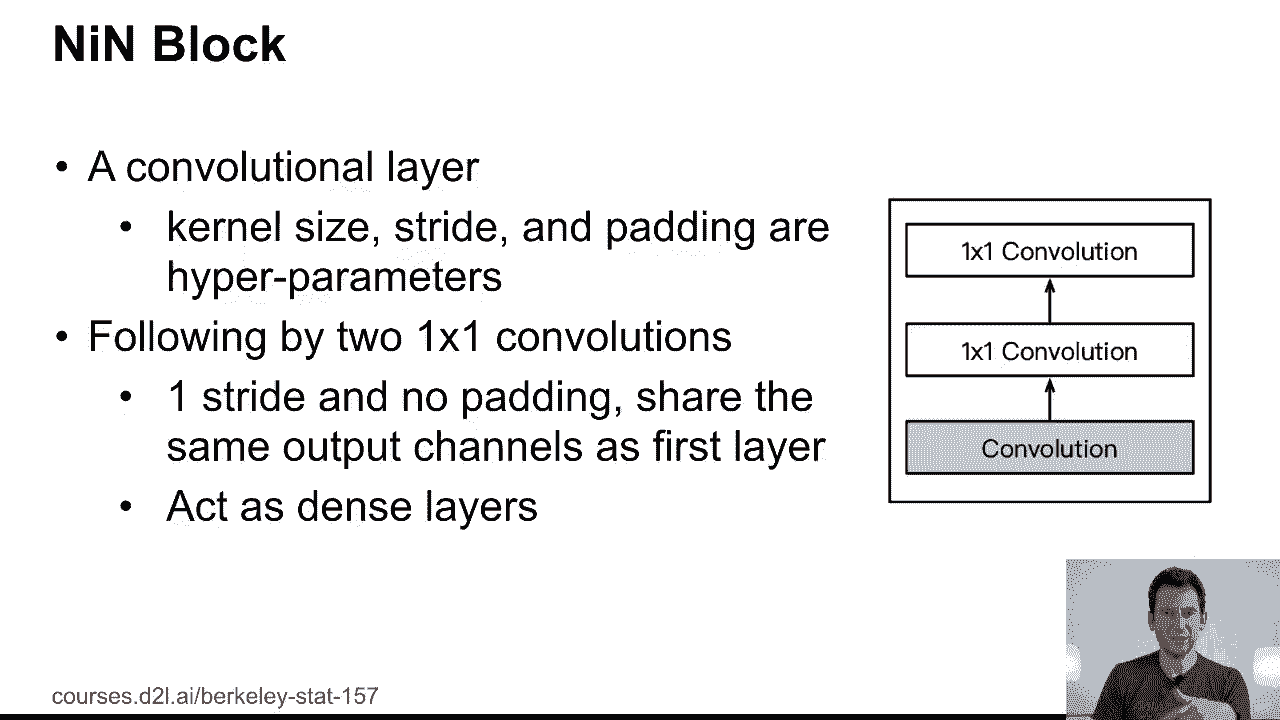 NiN Block
• A convolutional layer
• kernel size, stride, and padding are
hyper-parameters
• Following by two 1x1 convolutions
• 1 stride and no padding, share the
same output channels as first layer
• Act as dense layers
1x1 Convolution
1x1 Convolution
Convolution
courses.d2l.ai/berkeley-stat-157